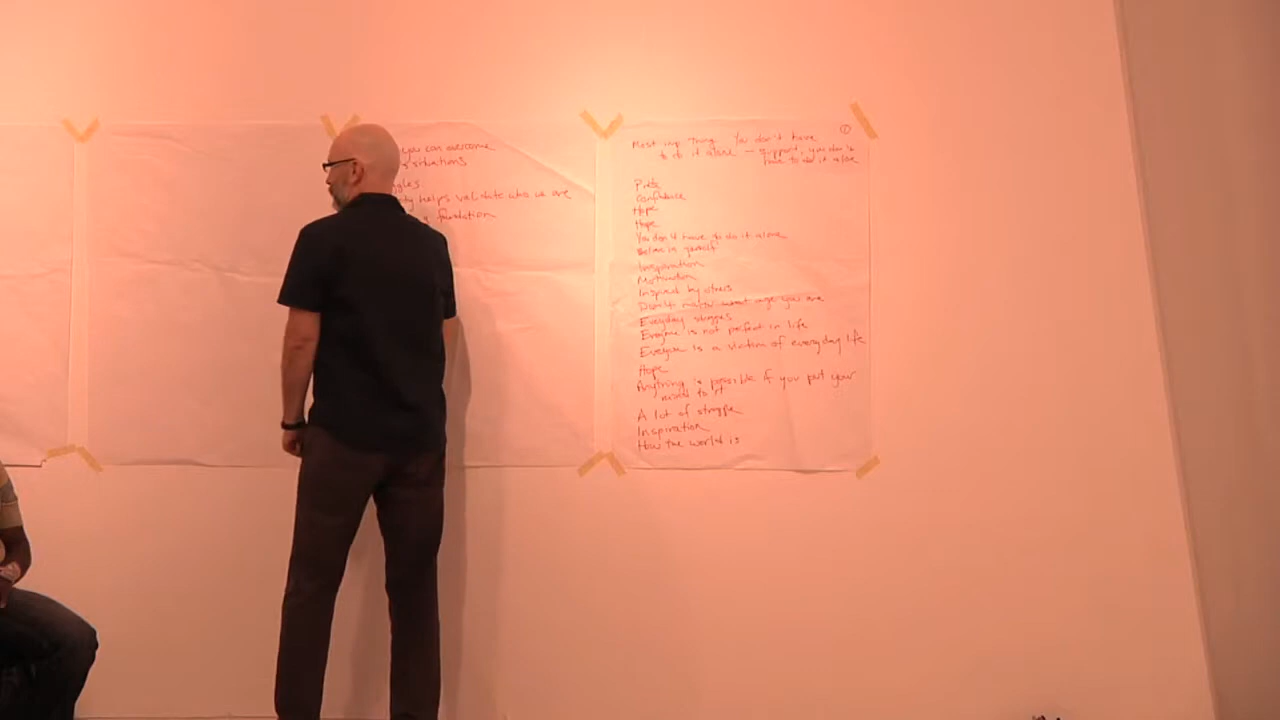 you can overcome
situations
helps validate who we are
foundation
①
Most imp. Thing. You don't have
to do it alone — support, you don't
have to do it alone
Pride
Confidence
Hope
Hope
You don't have to do it alone
Believe in yourself
Inspiration
Motivation
Inspired by others
Doesn't matter what age you are
Everyday struggles
Everyone is not perfect in life
Everyone is a victim of everyday life
Hope
Anything is possible if you put your
mind to it
A lot of struggle
Inspiration
How the world is